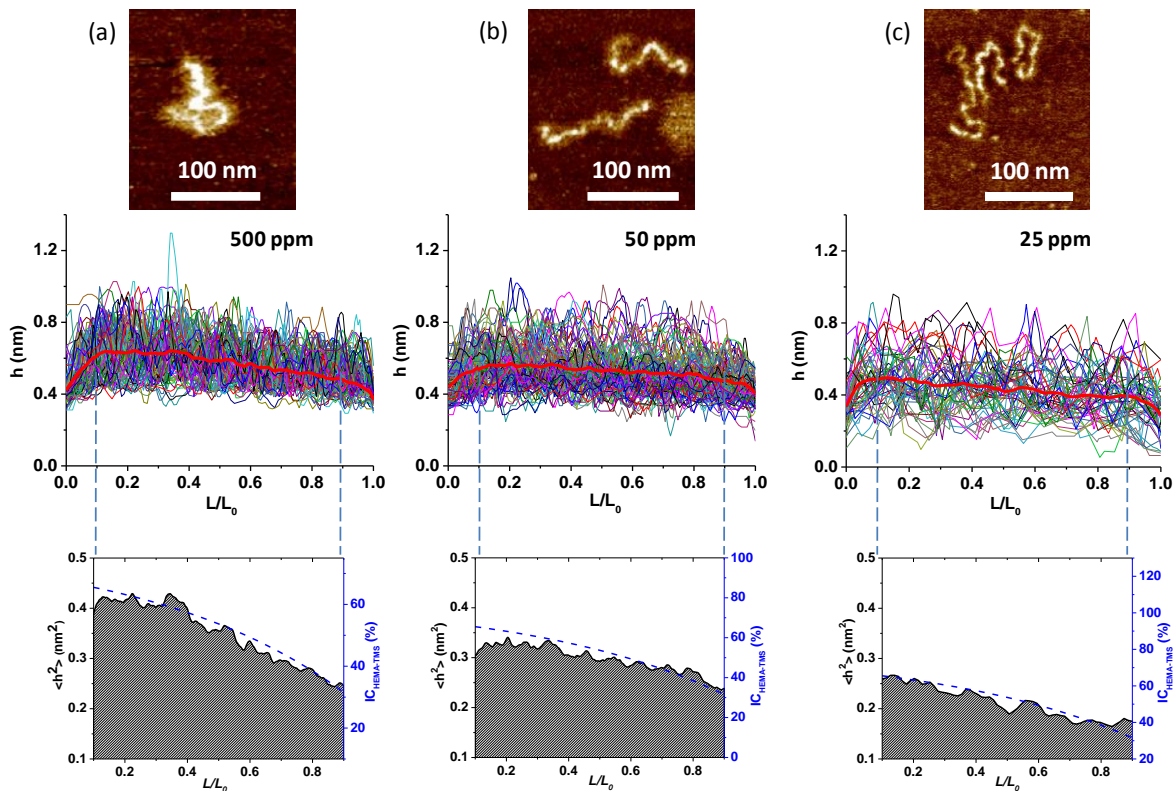 (a)
100 nm
(b)
100 nm
(c)
100 nm
500 ppm
1.2
0.8
0.4
0.0
h (nm)
0.0 0.2 0.4 0.6 0.8 1.0
L/L0
50 ppm
1.2
0.8
0.4
0.0
h (nm)
0.0 0.2 0.4 0.6 0.8 1.0
L/L0
25 ppm
1.2
0.8
0.4
0.0
h (nm)
0.0 0.2 0.4 0.6 0.8 1.0
L/L0
0.5
0.4
0.3
0.2
0.1
<h²> (nm²)
0.2 0.4 0.6 0.8
L/L0
60
40
20
IC HEMA-TMS (%)
0.5
0.4
0.3
0.2
0.1
<h²> (nm²)
0.2 0.4 0.6 0.8
L/L0
100
80
60
40
20
0
IC HEMA-TMS (%)
0.5
0.4
0.3
0.2
0.1
<h²> (nm²)
0.2 0.4 0.6 0.8
L/L0
120
100
80
60
40
20
IC HEMA-TMS (%)